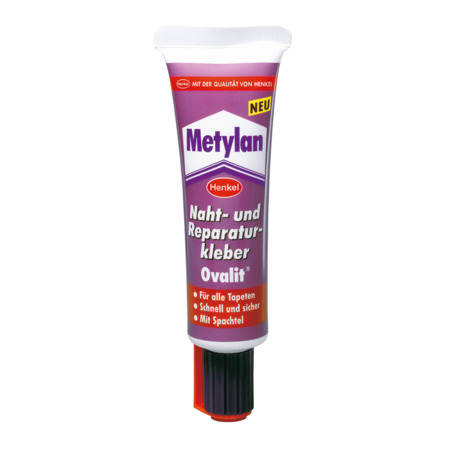 Henkel MIT DER QUALITÄT VON HENKEL
NEU
Metylan
Henkel
Naht- und
Reparatur-
kleber
Ovalit®
• Für alle Tapeten
• Schnell und sicher
• Mit Spachtel